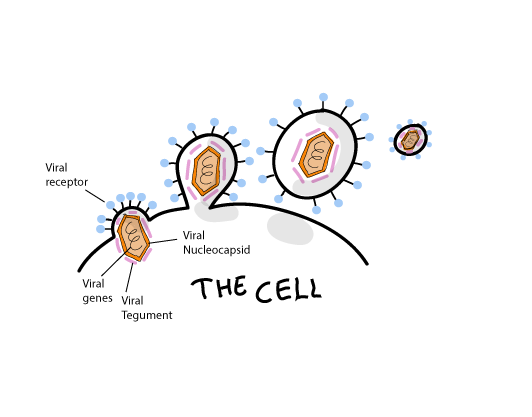 Viral
receptor
Viral
Nucleocapsid
Viral
genes
Viral
Tegument
THE CELL